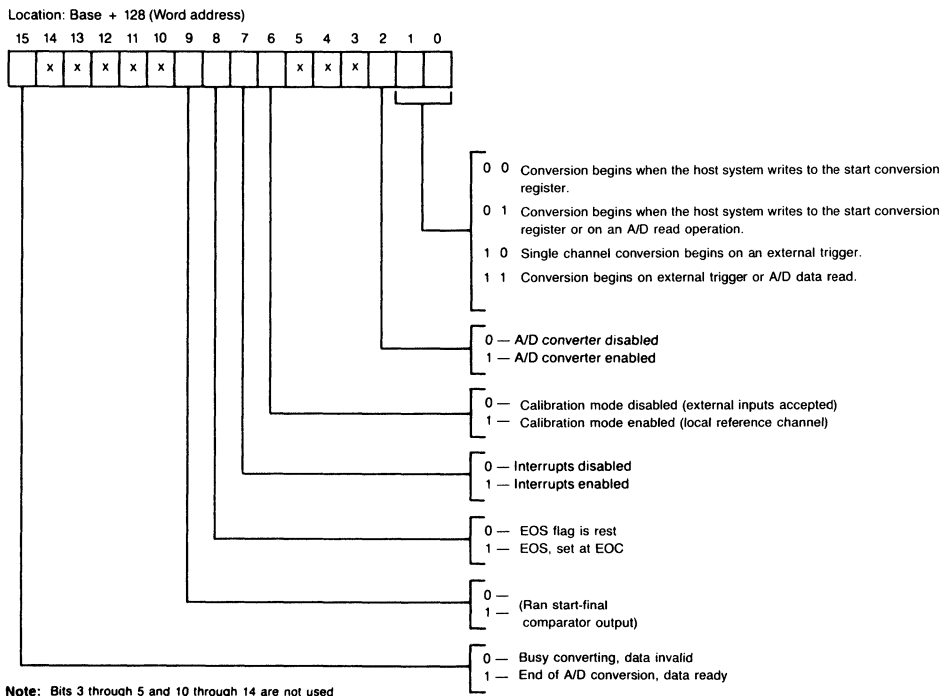 Location: Base + 128 (Word address)
15 14 13 12 11 10 9 8 7 6 5 4 3 2 1 0
x x x x x x x x
0 0 Conversion begins when the host system writes to the start conversion
register.
0 1 Conversion begins when the host system writes to the start conversion
register or on an A/D read operation.
1 0 Single channel conversion begins on an external trigger.
1 1 Conversion begins on external trigger or A/D data read.
0 — A/D converter disabled
1 — A/D converter enabled
0 — Calibration mode disabled (external inputs accepted)
1 — Calibration mode enabled (local reference channel)
0 — Interrupts disabled
1 — Interrupts enabled
0 — EOS flag is rest
1 — EOS, set at EOC
0 —
1 — (Ran start-final
comparator output)
0 — Busy converting, data invalid
1 — End of A/D conversion, data ready
Note: Bits 3 through 5 and 10 through 14 are not used